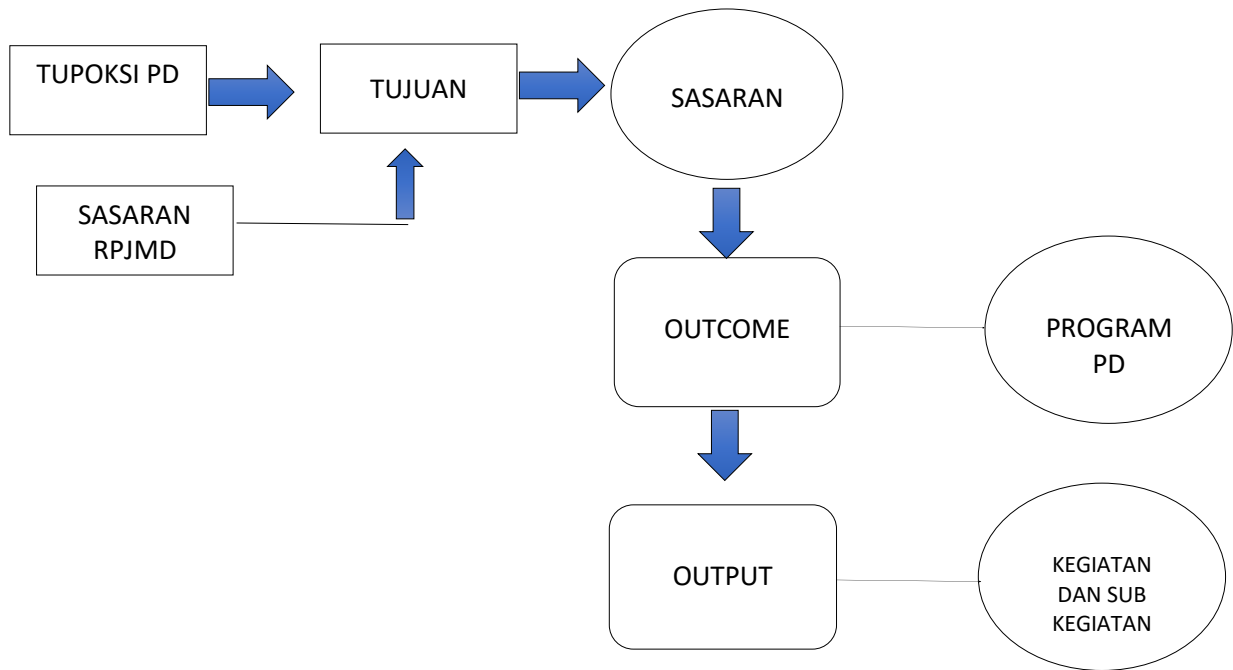 TUPOKSI PD
TUJUAN
SASARAN
SASARAN
RPJMD
OUTCOME
PROGRAM
PD
OUTPUT
KEGIATAN
DAN SUB
KEGIATAN